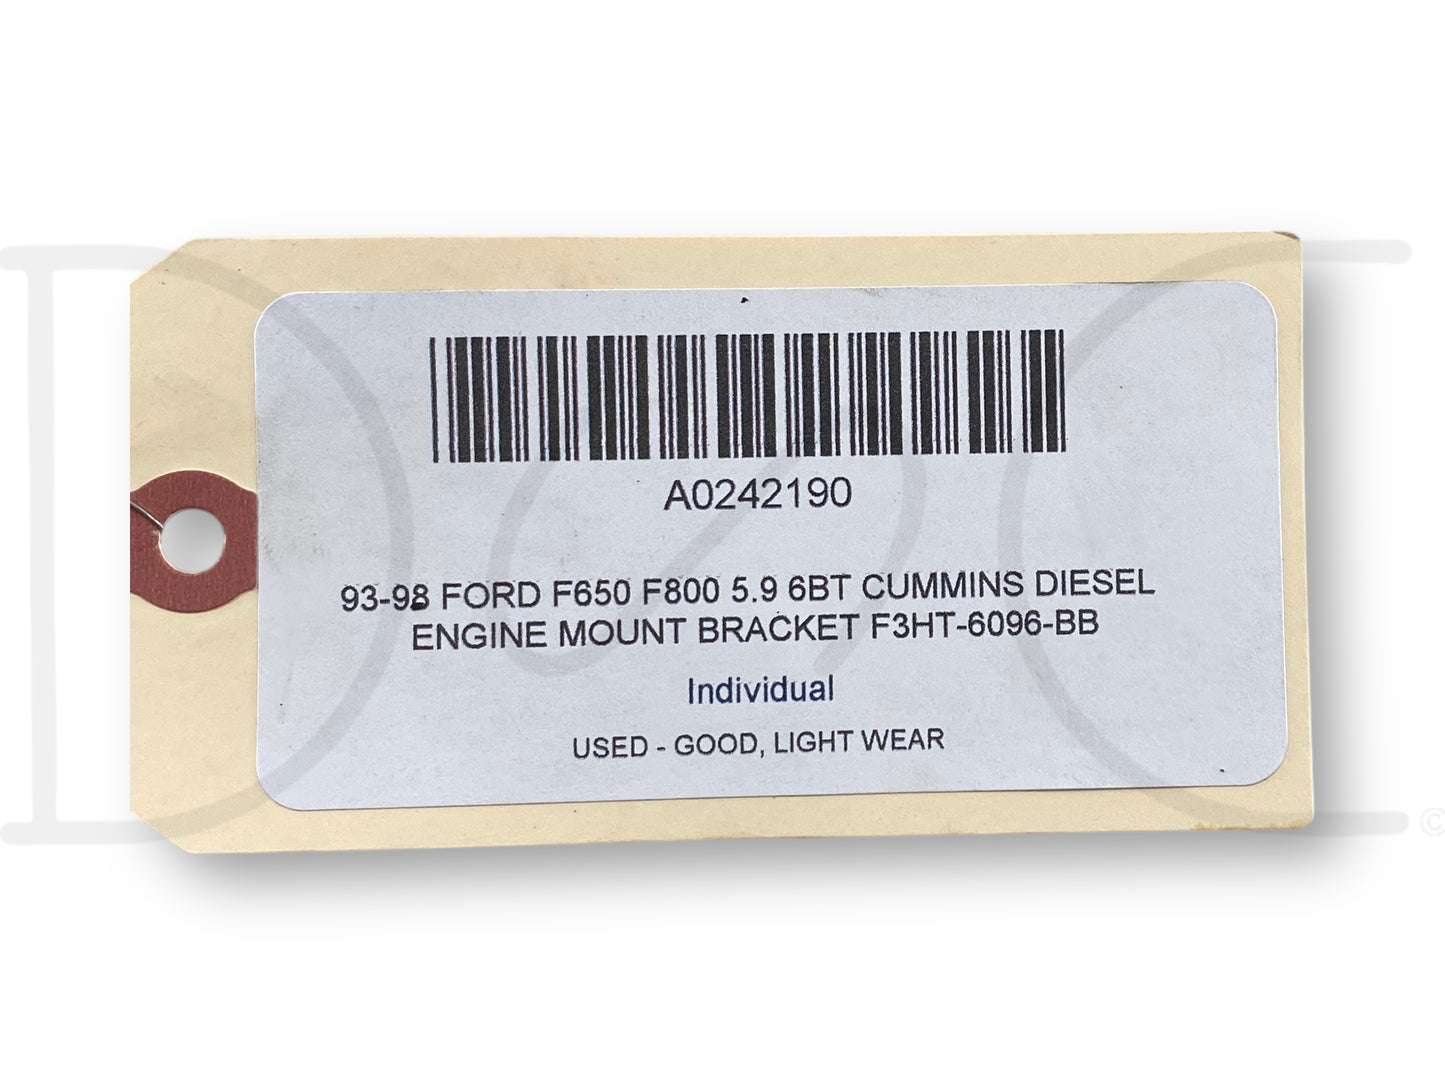 A0242190
93-98 FORD F650 F800 5.9 6BT CUMMINS DIESEL
ENGINE MOUNT BRACKET F3HT-6096-BB
Individual
USED - GOOD, LIGHT WEAR
©